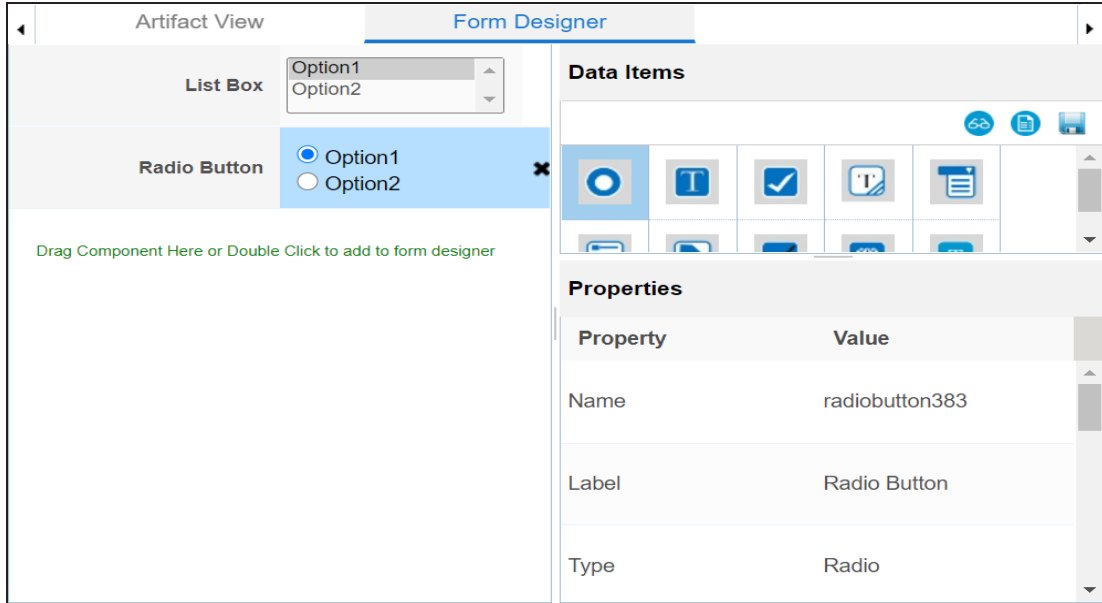 Artifact View
Form Designer
List Box
Option1
Option2
Radio Button
Option1
Option2
Drag Component Here or Double Click to add to form designer
Data Items
Properties
Property Value
Name radiobutton383
Label Radio Button
Type Radio